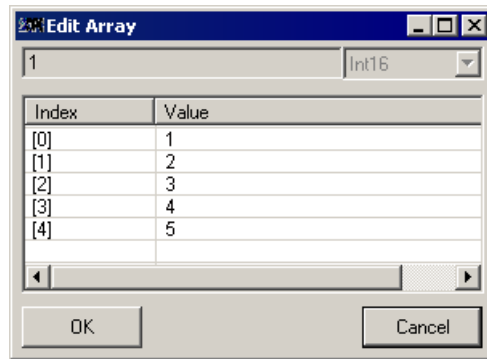 Edit Array
1 Int16
Index Value
[0] 1
[1] 2
[2] 3
[3] 4
[4] 5
OK Cancel